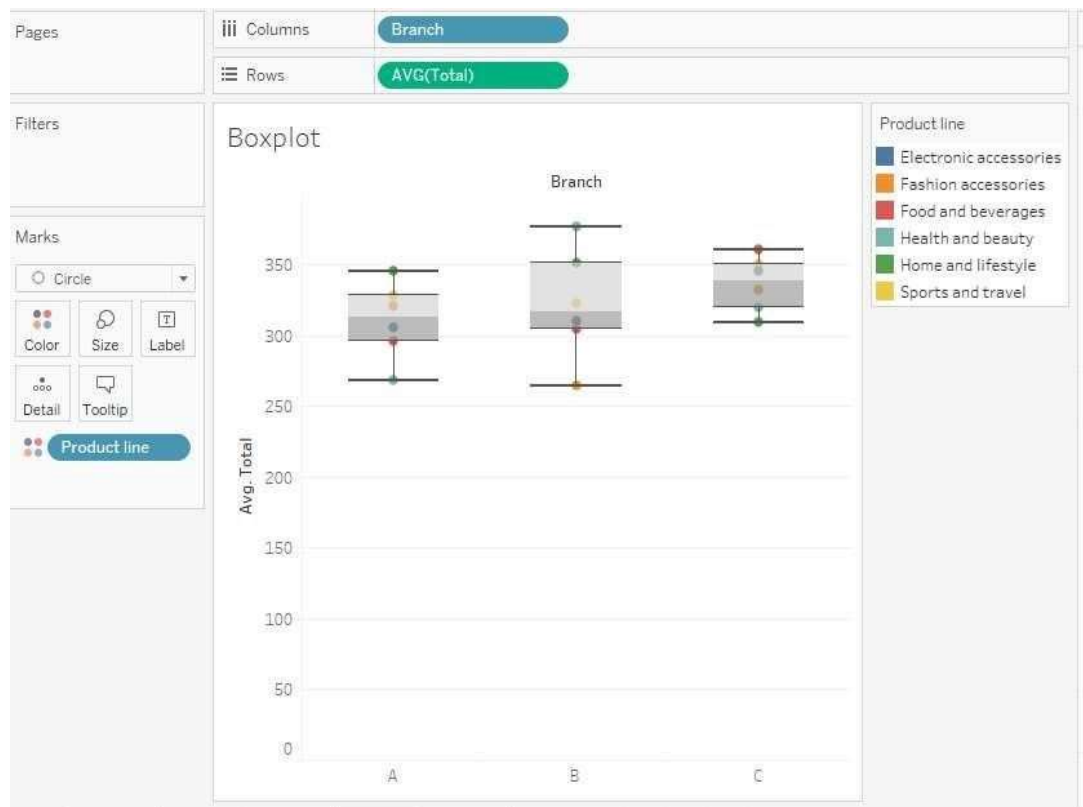 Pages
Columns
Branch
Rows
AVG(Total)
Filters
Marks
Circle
Color
Size
T
Label
Detail
Tooltip
Product line
Boxplot
Branch
Avg. Total
350
300
250
200
150
100
50
0
A
B
C
Product line
Electronic accessories
Fashion accessories
Food and beverages
Health and beauty
Home and lifestyle
Sports and travel